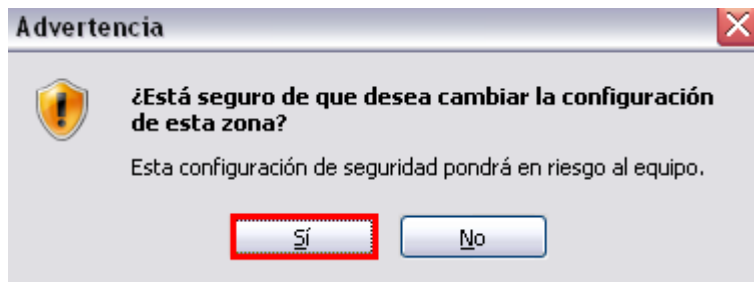 Advertencia
¿Está seguro de que desea cambiar la configuración
de esta zona?
Esta configuración de seguridad pondrá en riesgo al equipo.
Sí No